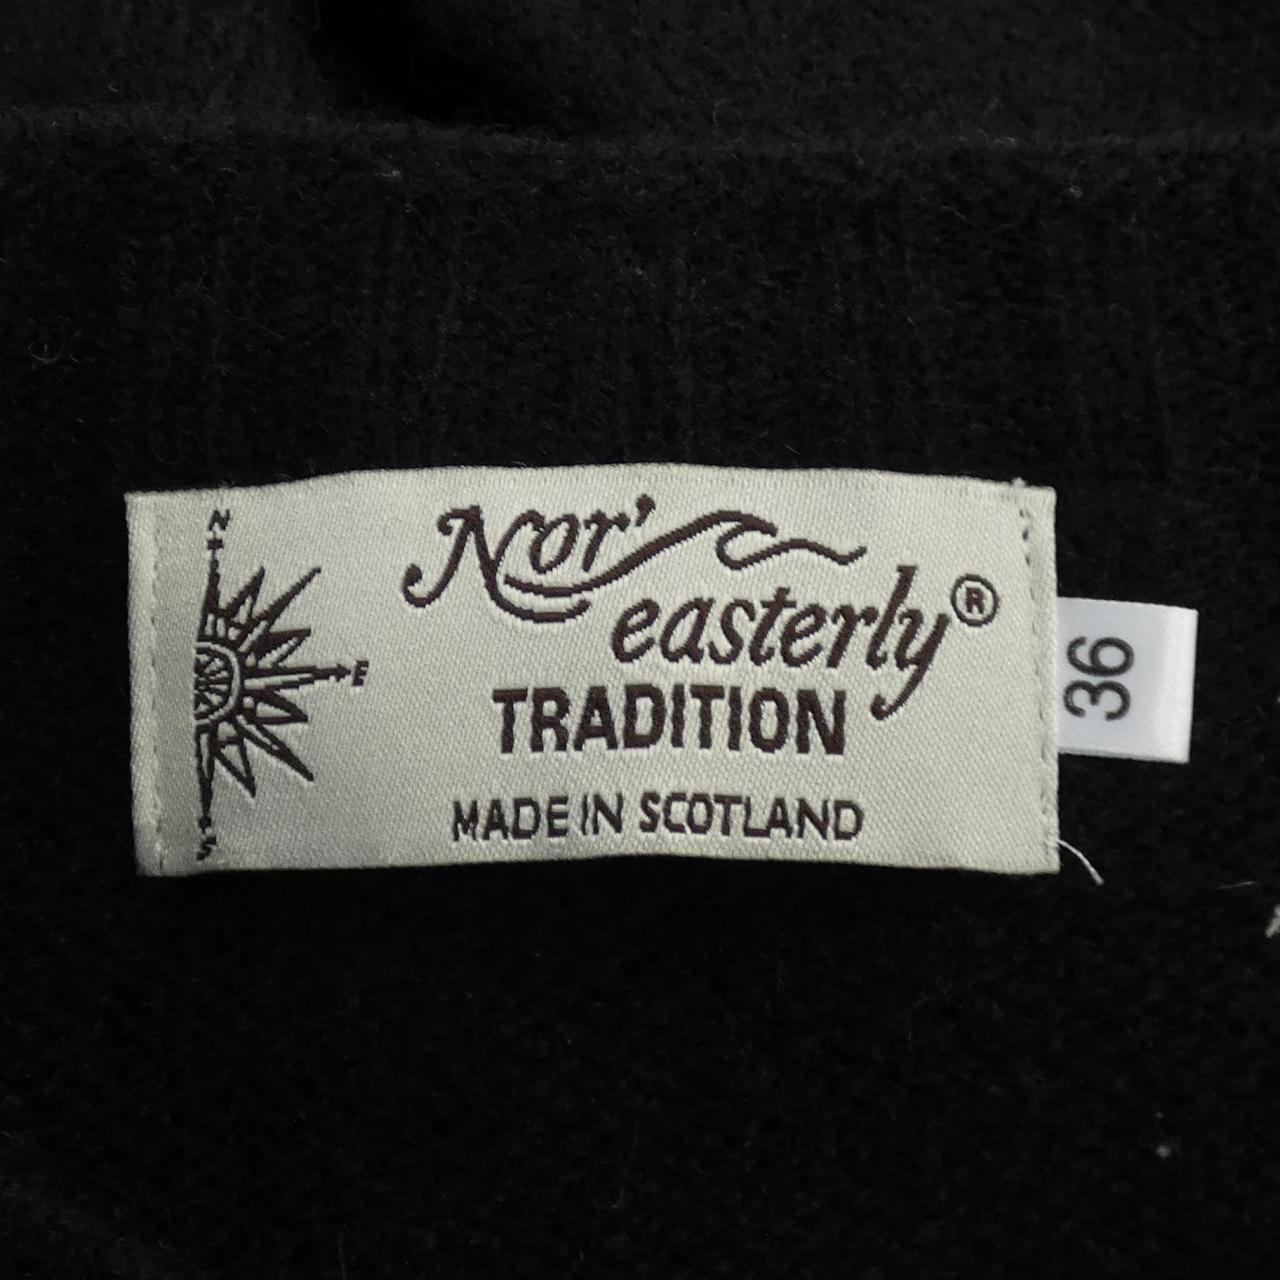 N
Nor'
easterly®
E
TRADITION
MADE IN SCOTLAND
S
36